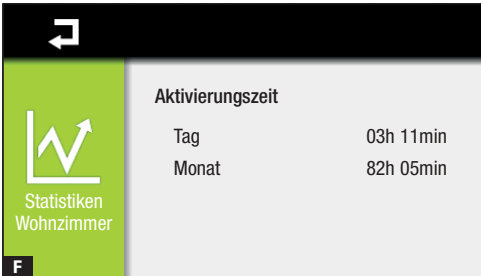 Aktivierungszeit
Tag 03h 11min
Monat 82h 05min
Statistiken
Wohnzimmer
F